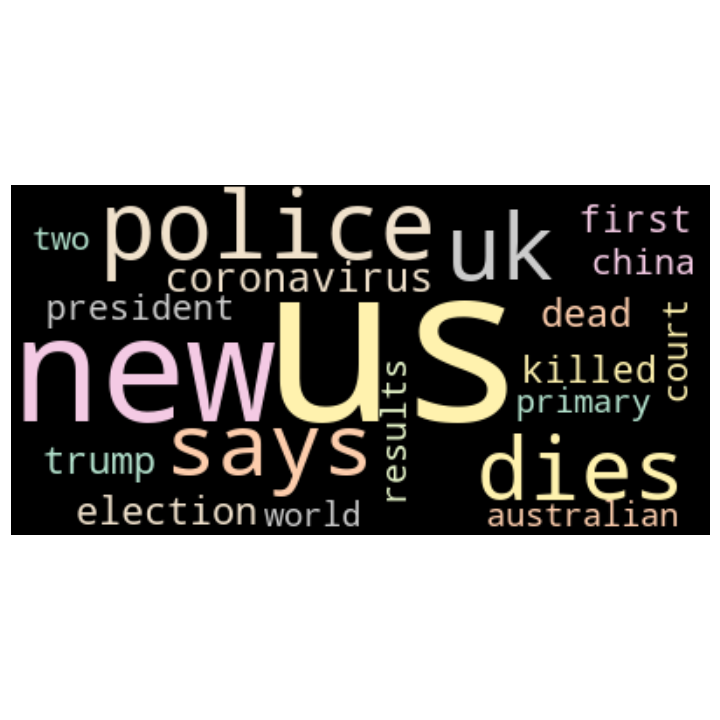 two
police
uk
first
coronavirus
china
president
us
dead
court
new
killed
primary
results
trump
says
dies
election
world
australian